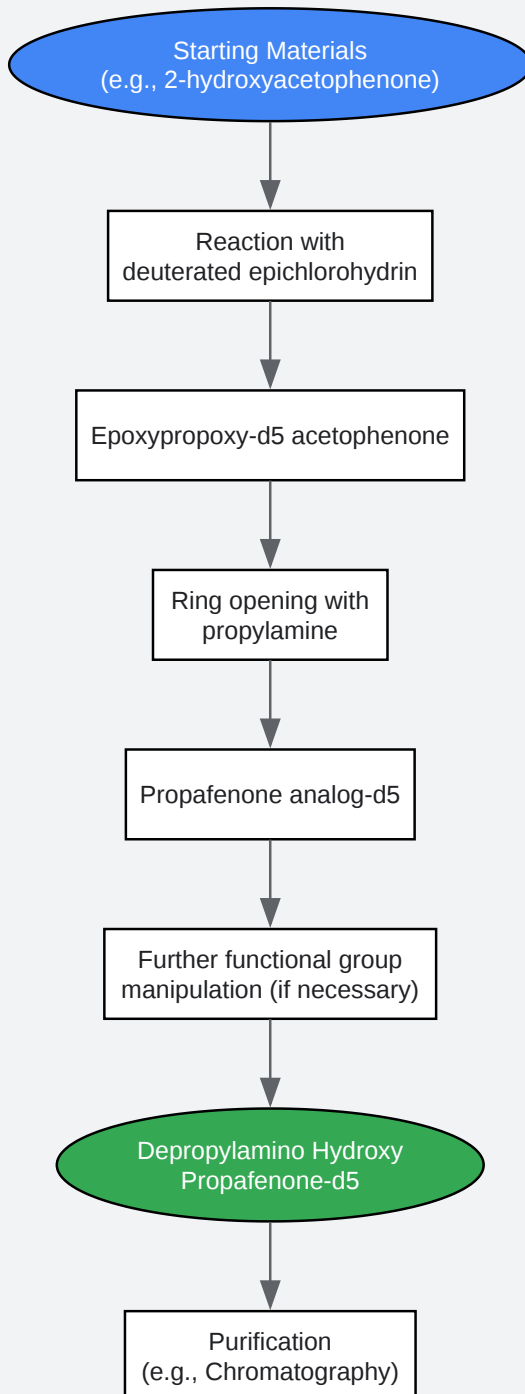 Starting Materials
(e.g., 2-hydroxyacetophenone)
Reaction with
deuterated epichlorohydrin
Epoxypropoxy-d5 acetophenone
Ring opening with
propylamine
Propafenone analog-d5
Further functional group
manipulation (if necessary)
Depropylamino Hydroxy
Propafenone-d5
Purification
(e.g., Chromatography)